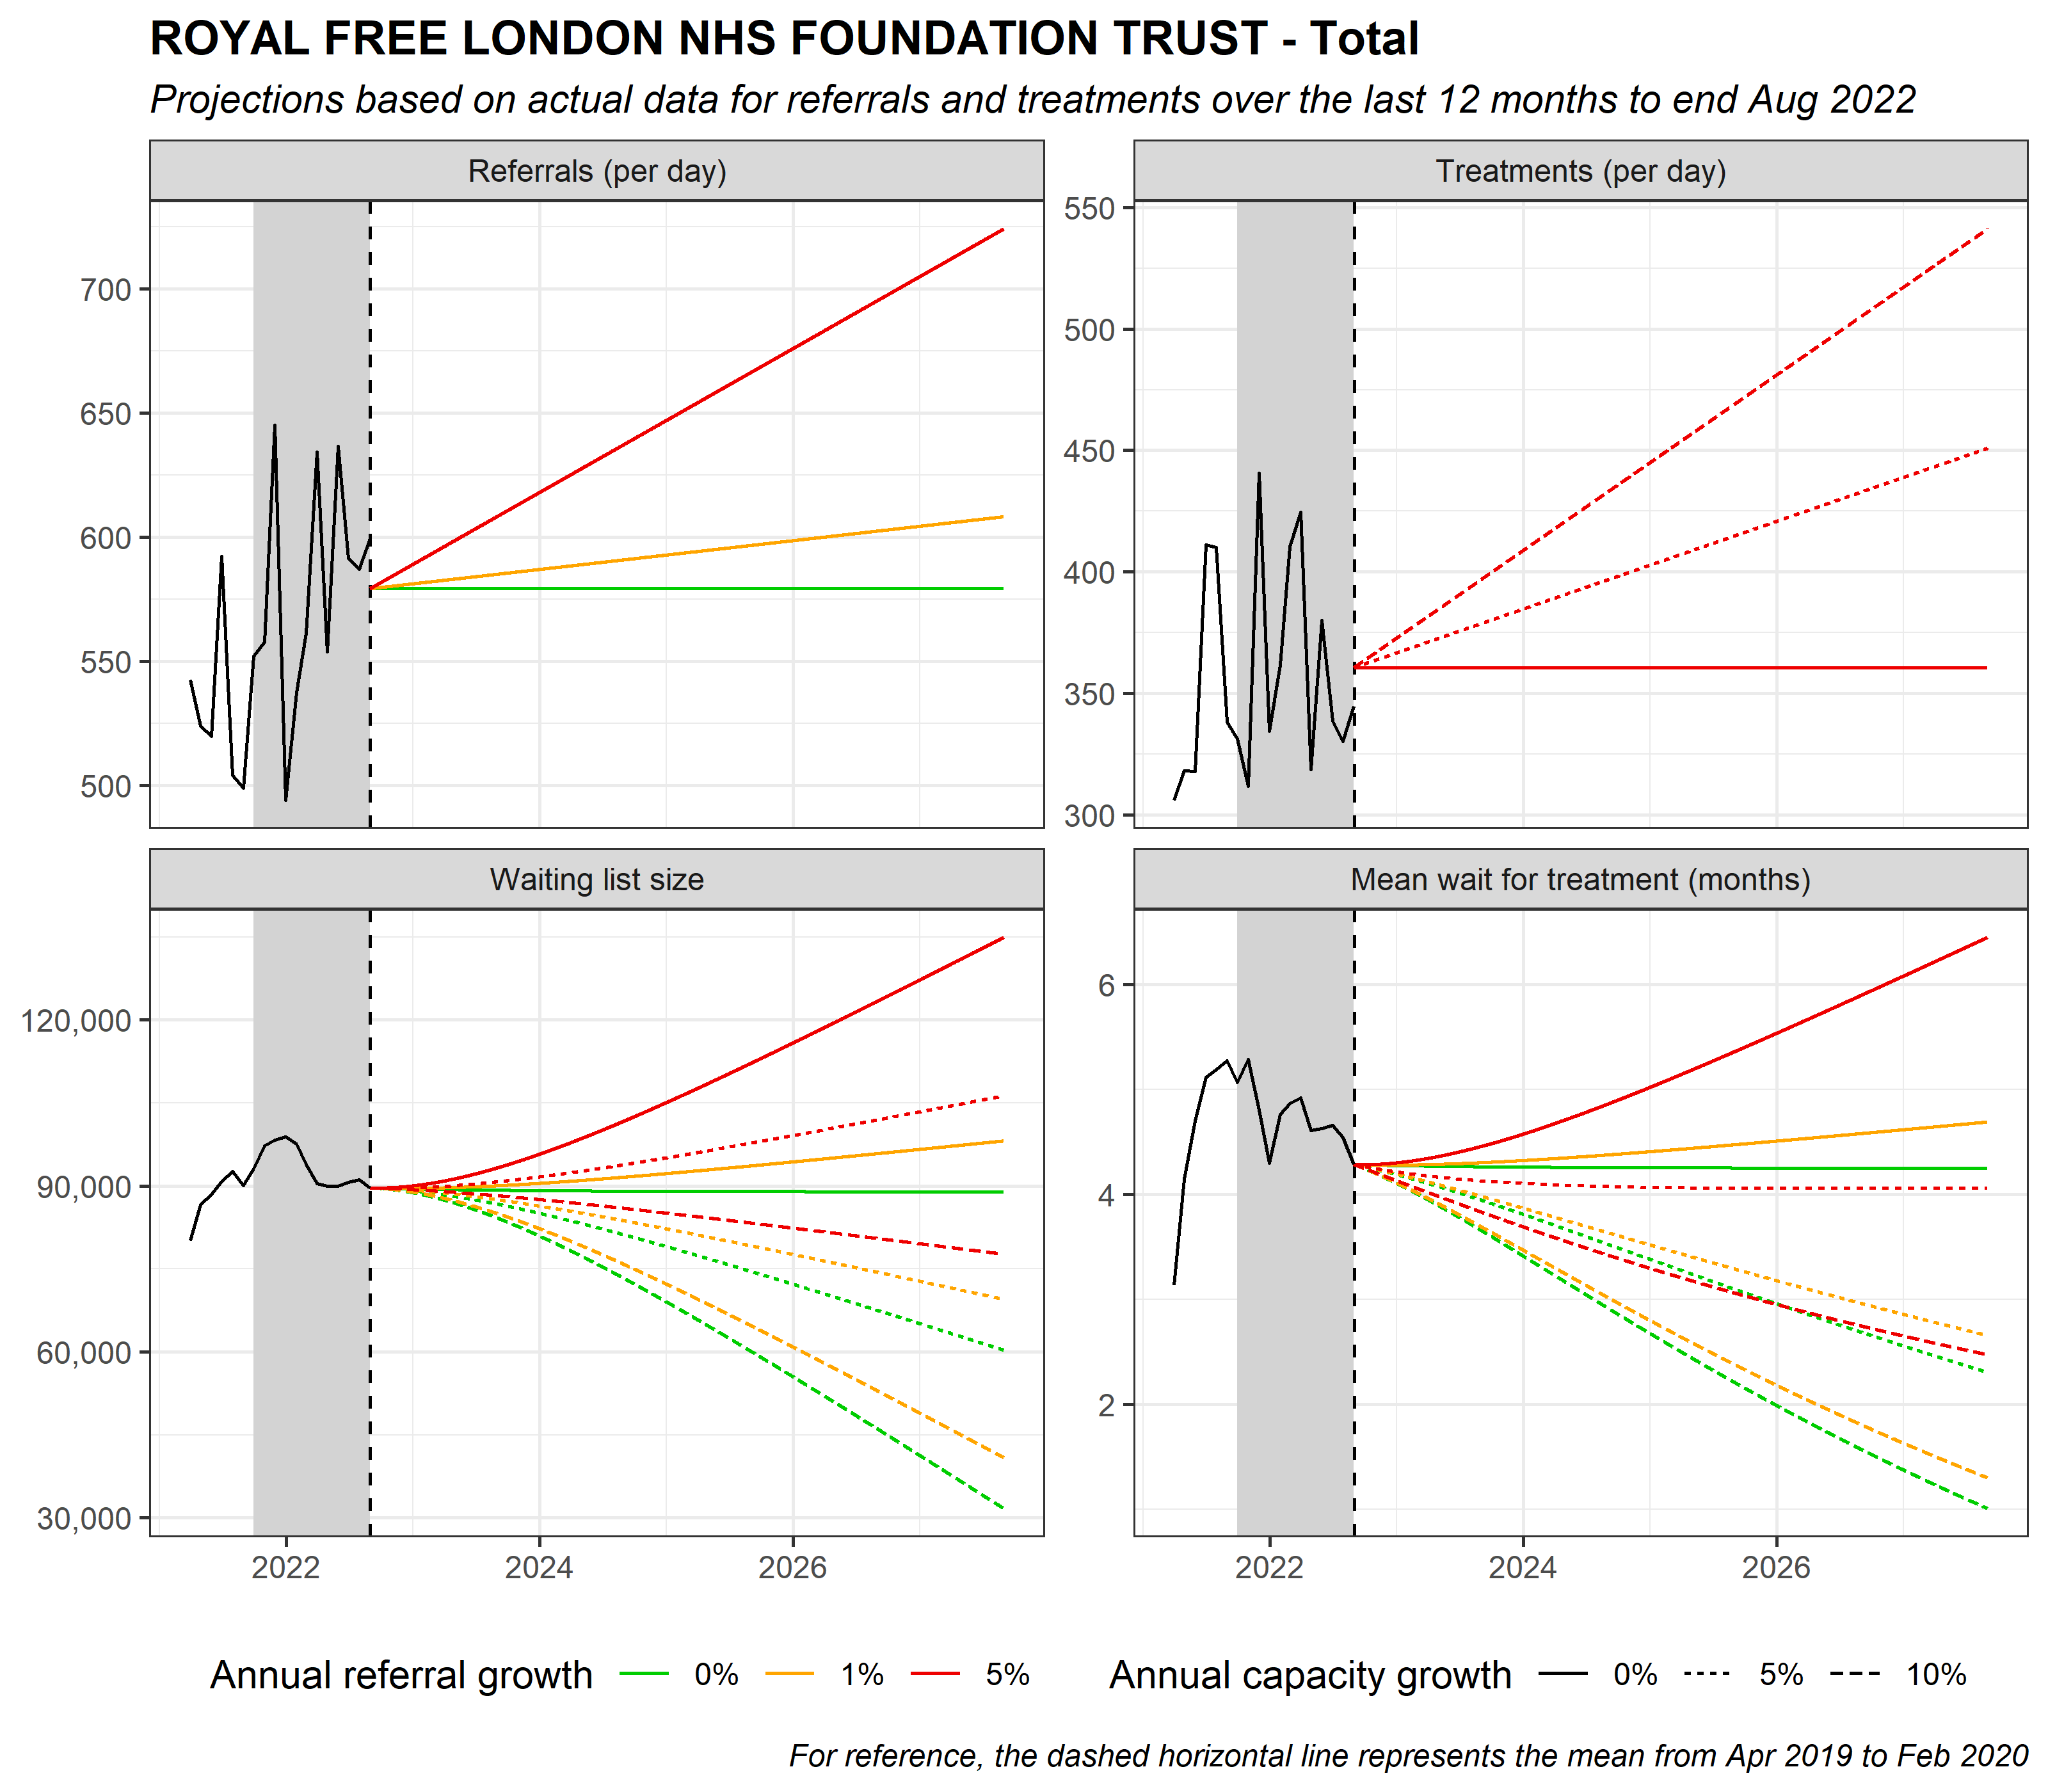 ROYAL FREE LONDON NHS FOUNDATION TRUST - Total
Projections based on actual data for referrals and treatments over the last 12 months to end Aug 2022
Referrals (per day)
700
650
600
550
500
Treatments (per day)
550
500
450
400
350
300
Waiting list size
120,000
90,000
60,000
30,000
2022 2024 2026
Mean wait for treatment (months)
6
4
2
2022 2024 2026
Annual referral growth 0% 1% 5%
Annual capacity growth 0% 5% 10%
For reference, the dashed horizontal line represents the mean from Apr 2019 to Feb 2020